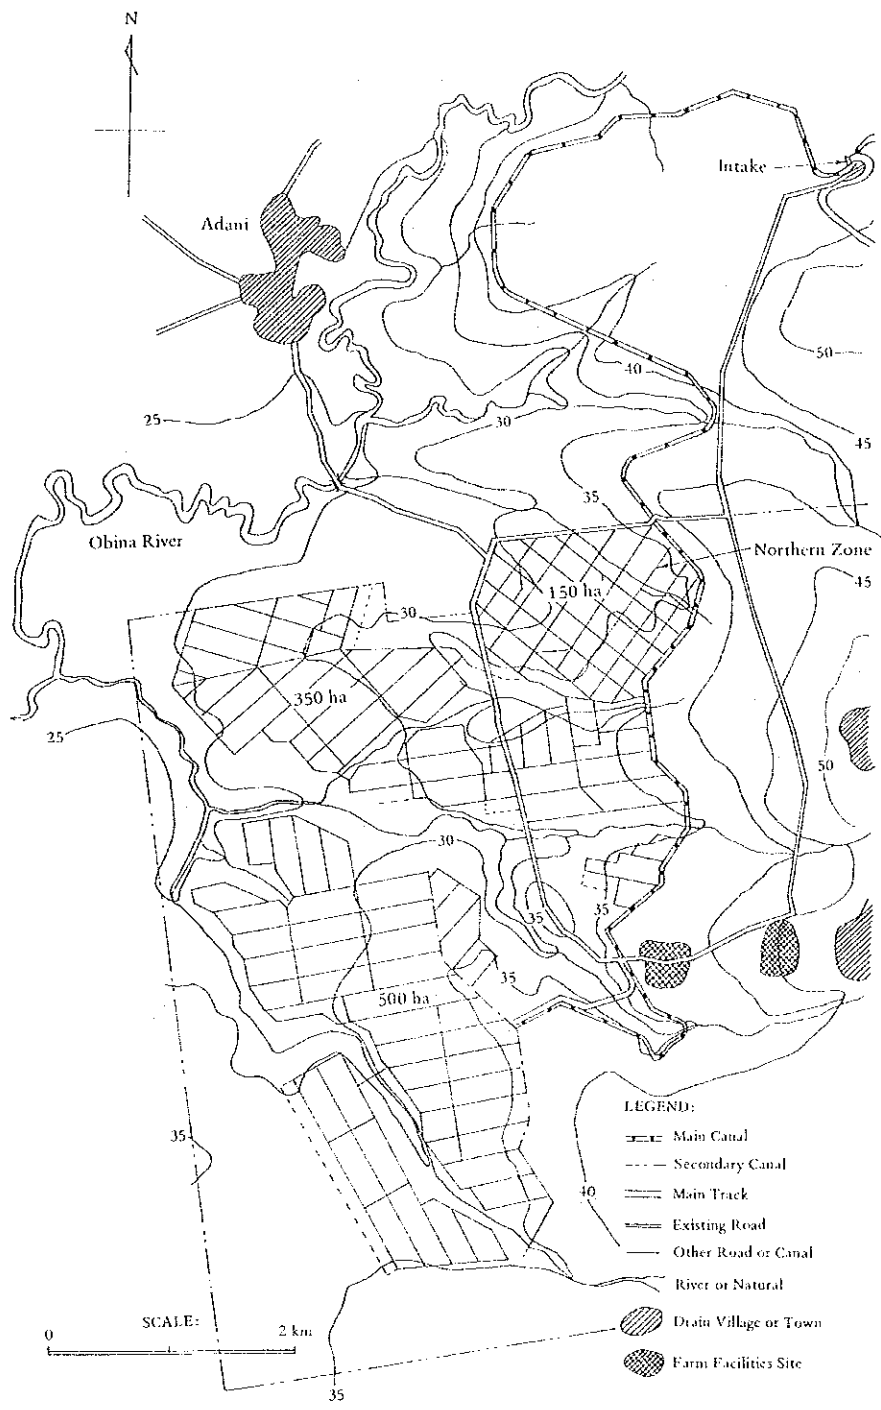 N
Intake
Adani
50
40
25
30
45
35
Obina River
Northern Zone
45
150 ha
30
350 ha
25
50
30
35
35
35
500 ha
LEGEND:
Main Canal
35
Secondary Canal
40
Main Track
Existing Road
Other Road or Canal
River or Natural
SCALE:
0
2 km
Drain Village or Town
Farm Facilities Site
35